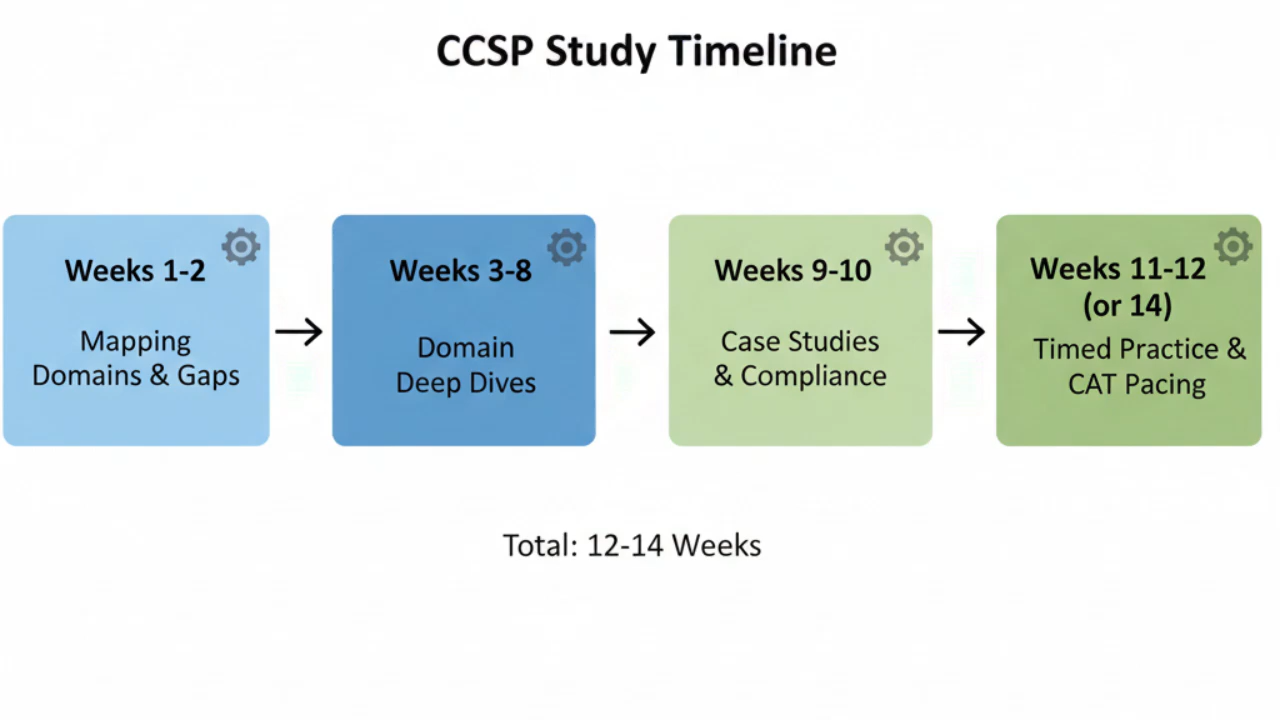 CCSP Study Timeline
Weeks 1-2
Mapping
Domains & Gaps
Weeks 3-8
Domain
Deep Dives
Weeks 9-10
Case Studies
& Compliance
Weeks 11-12
(or 14)
Timed Practice &
CAT Pacing
Total: 12-14 Weeks